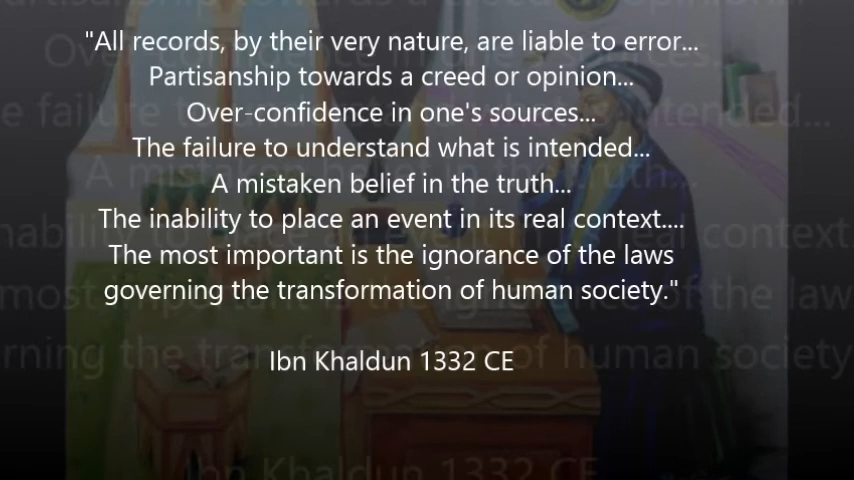 "All records, by their very nature, are liable to error...
Partisanship towards a creed or opinion...
Over-confidence in one's sources...
The failure to understand what is intended...
A mistaken belief in the truth...
The inability to place an event in its real context....
The most important is the ignorance of the laws
governing the transformation of human society."
Ibn Khaldun 1332 CE